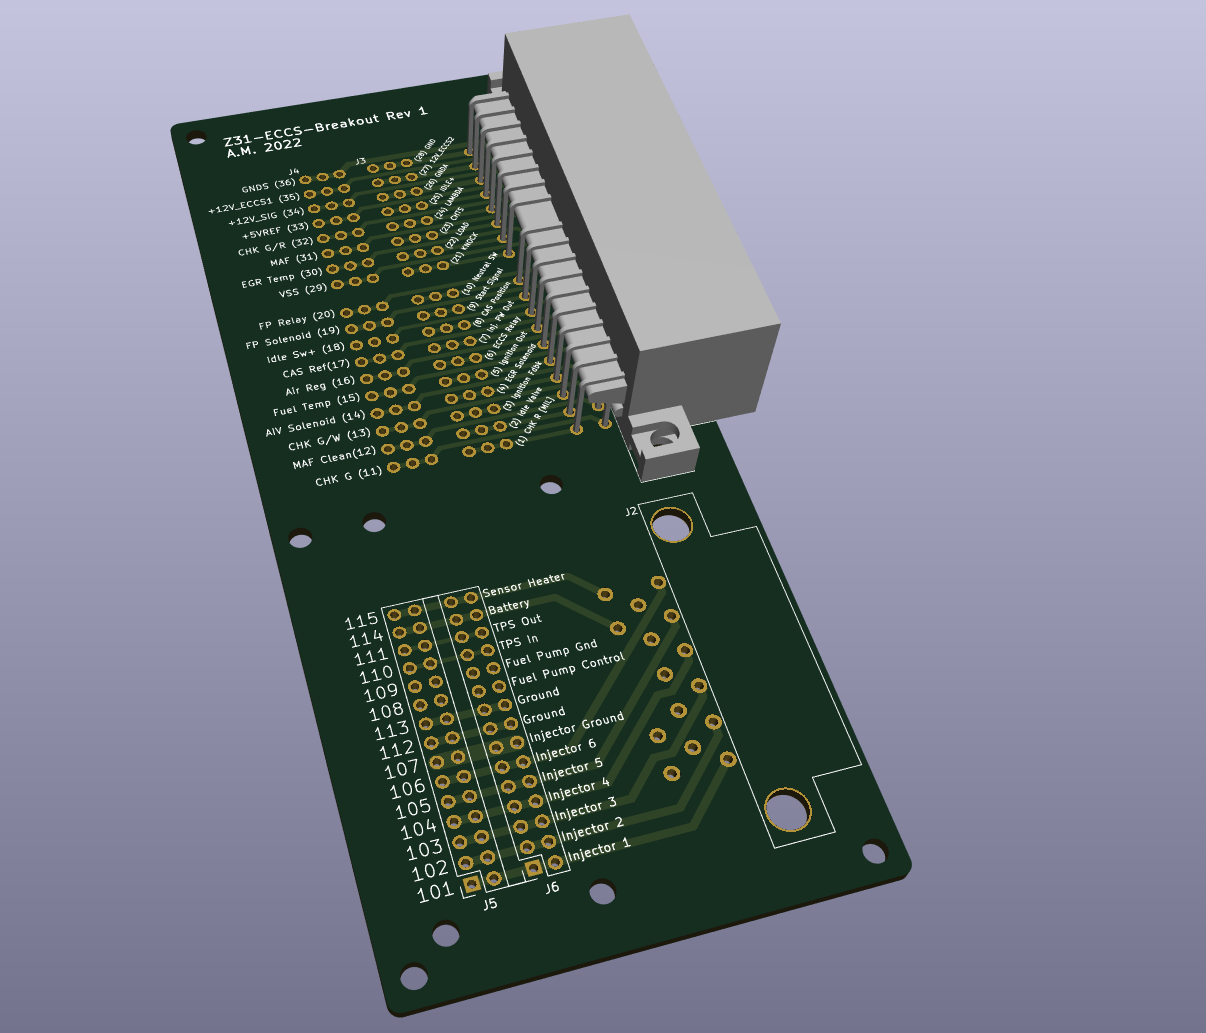 Z31-ECCS-Breakout Rev 1
A.M. 2022
J4
J3
GNDS (36)
(28) GND
+12V_ECCS1 (35)
(27) 12V_ECCS2
+12V_SIG (34)
(26) GNDA
+5VREF (33)
(25) IDLE+
CHK G/R (32)
(24) LAMBDA
MAF (31)
(23) CHTS
EGR Temp (30)
(22) LOAD
VSS (29)
(21) KNOCK
FP Relay (20)
(10) Neutral Sw
FP Solenoid (19)
(9) Start Signal
Idle Sw+ (18)
(8) CAS Position
CAS Ref(17)
(7) Inj. PW Out
Air Reg (16)
(6) ECCS Relay
Fuel Temp (15)
(5) Ignition Out
AIV Solenoid (14)
(4) EGR Solenoid
CHK G/W (13)
(3) Ignition Fdbk
MAF Clean(12)
(2) Idle Valve
CHK G (11)
(1) CHK R (MIL)
J2
115
Sensor Heater
114
Battery
111
TPS Out
110
TPS In
109
Fuel Pump Gnd
108
Fuel Pump Control
113
Ground
112
Ground
107
Injector Ground
106
Injector 6
105
Injector 5
104
Injector 4
103
Injector 3
102
Injector 2
101
Injector 1
J5
J6